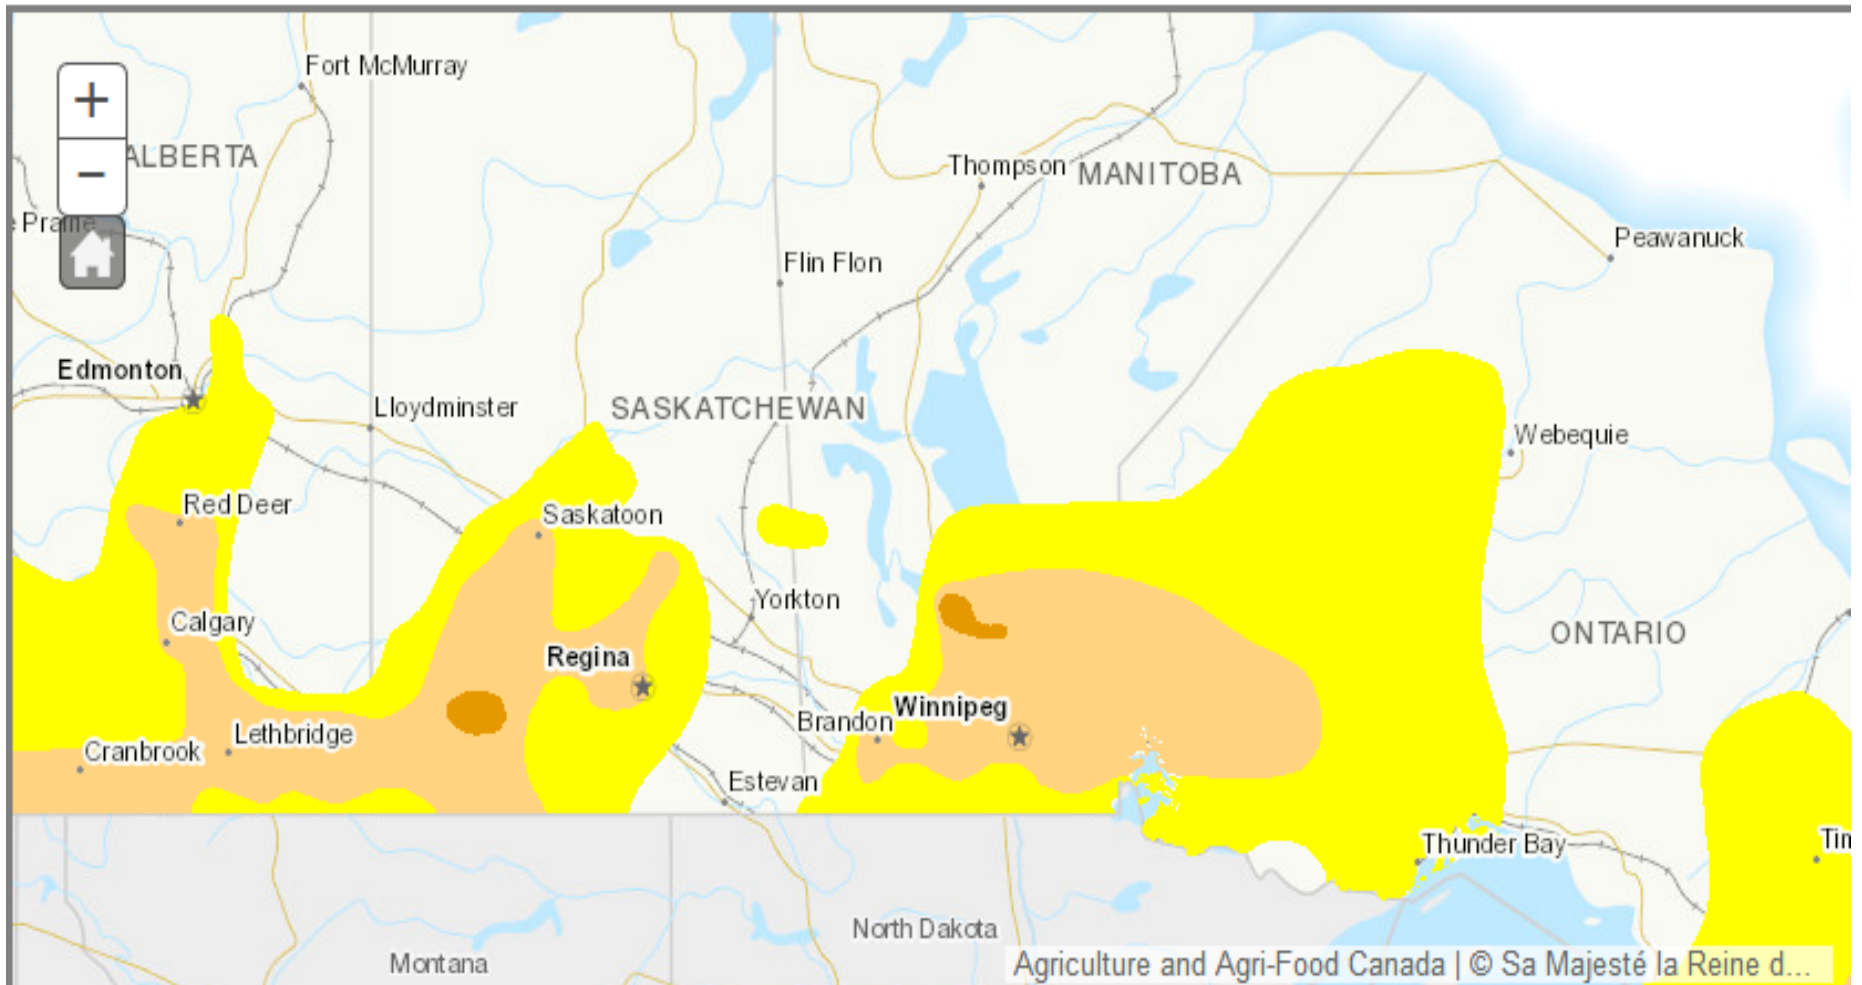 +
Fort McMurray
ALBERTA
−
Thompson
MANITOBA
e Prairie
Peawanuck
Flin Flon
Edmonton
Lloydminster
SASKATCHEWAN
Webequie
Red Deer
Saskatoon
Yorkton
Calgary
ONTARIO
Regina
Winnipeg
Brandon
Lethbridge
Cranbrook
Estevan
Thunder Bay
Tim
North Dakota
Montana
Agriculture and Agri-Food Canada | © Sa Majesté la Reine d...